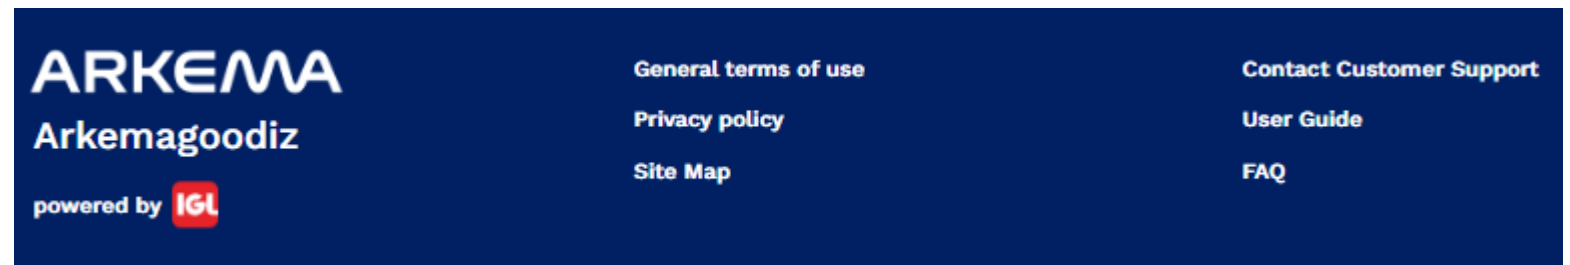 ARKEMA
Arkemagoodiz
powered by IGL
General terms of use
Privacy policy
Site Map
Contact Customer Support
User Guide
FAQ